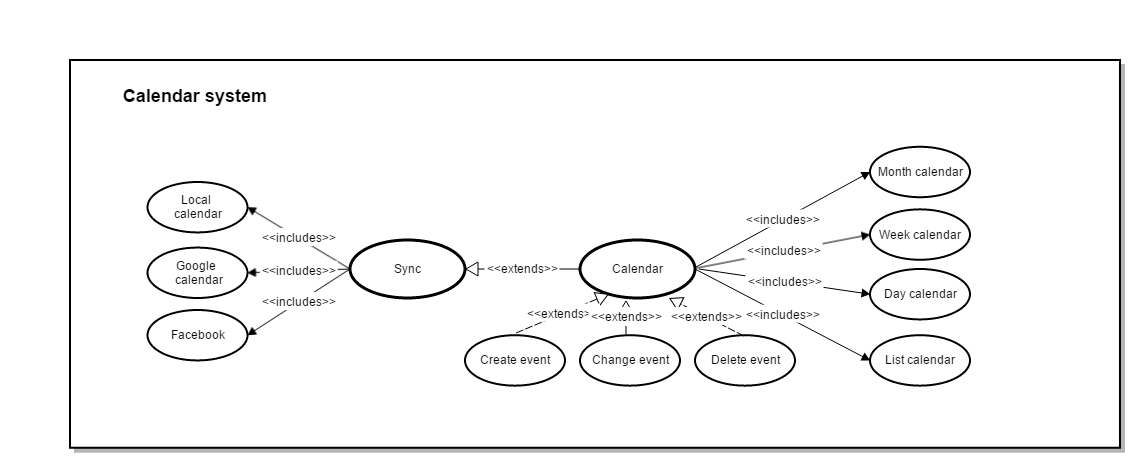 Calendar system
Month calendar
Local
calendar
<<includes>>
Week calendar
<<includes>>
<<includes>>
Google
calendar
<<includes>>
Sync
<<extends>>
Calendar
<<includes>>
Day calendar
<<includes>>
<<extends>
<<extends>>
<<extends>>
<<includes>>
Facebook
Create event
Change event
Delete event
List calendar